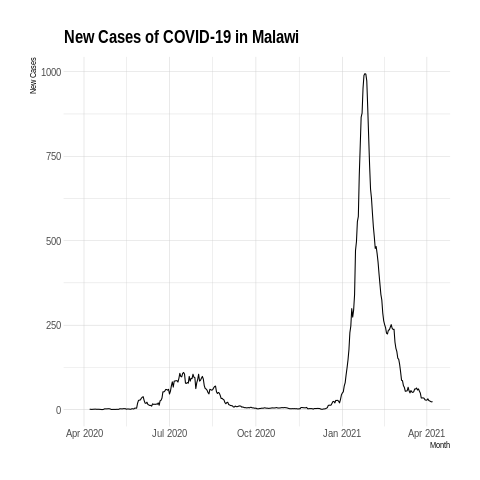 New Cases of COVID-19 in Malawi
New Cases
1000
750
500
250
0
Apr 2020 Jul 2020 Oct 2020 Jan 2021 Apr 2021
Month